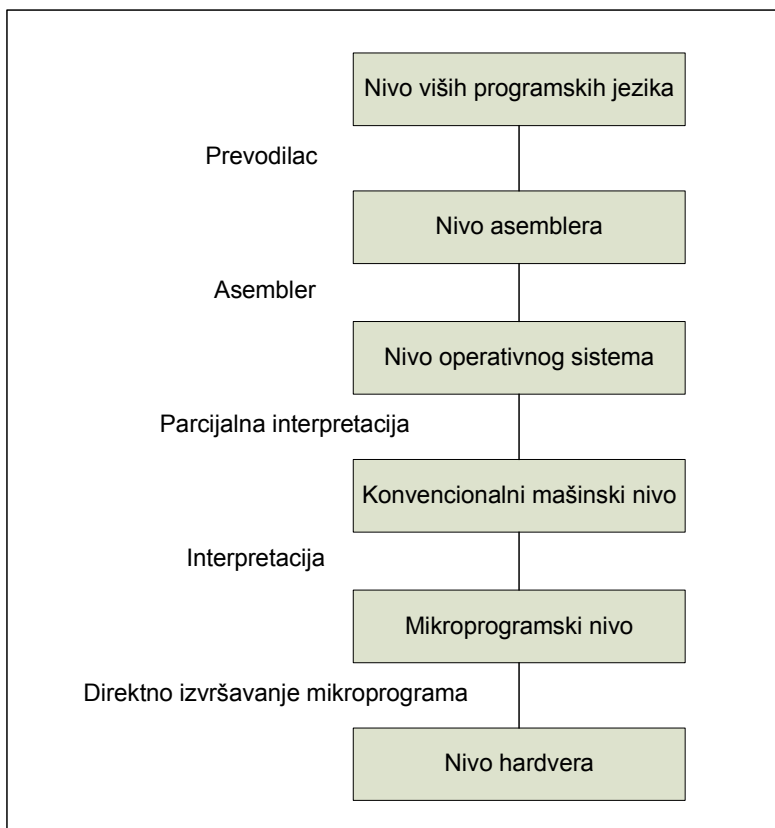 Nivo viših programskih jezika
Prevodilac
Nivo asemblera
Asembler
Nivo operativnog sistema
Parcijalna interpretacija
Konvencionalni mašinski nivo
Interpretacija
Mikroprogramski nivo
Direktno izvršavanje mikroprograma
Nivo hardvera